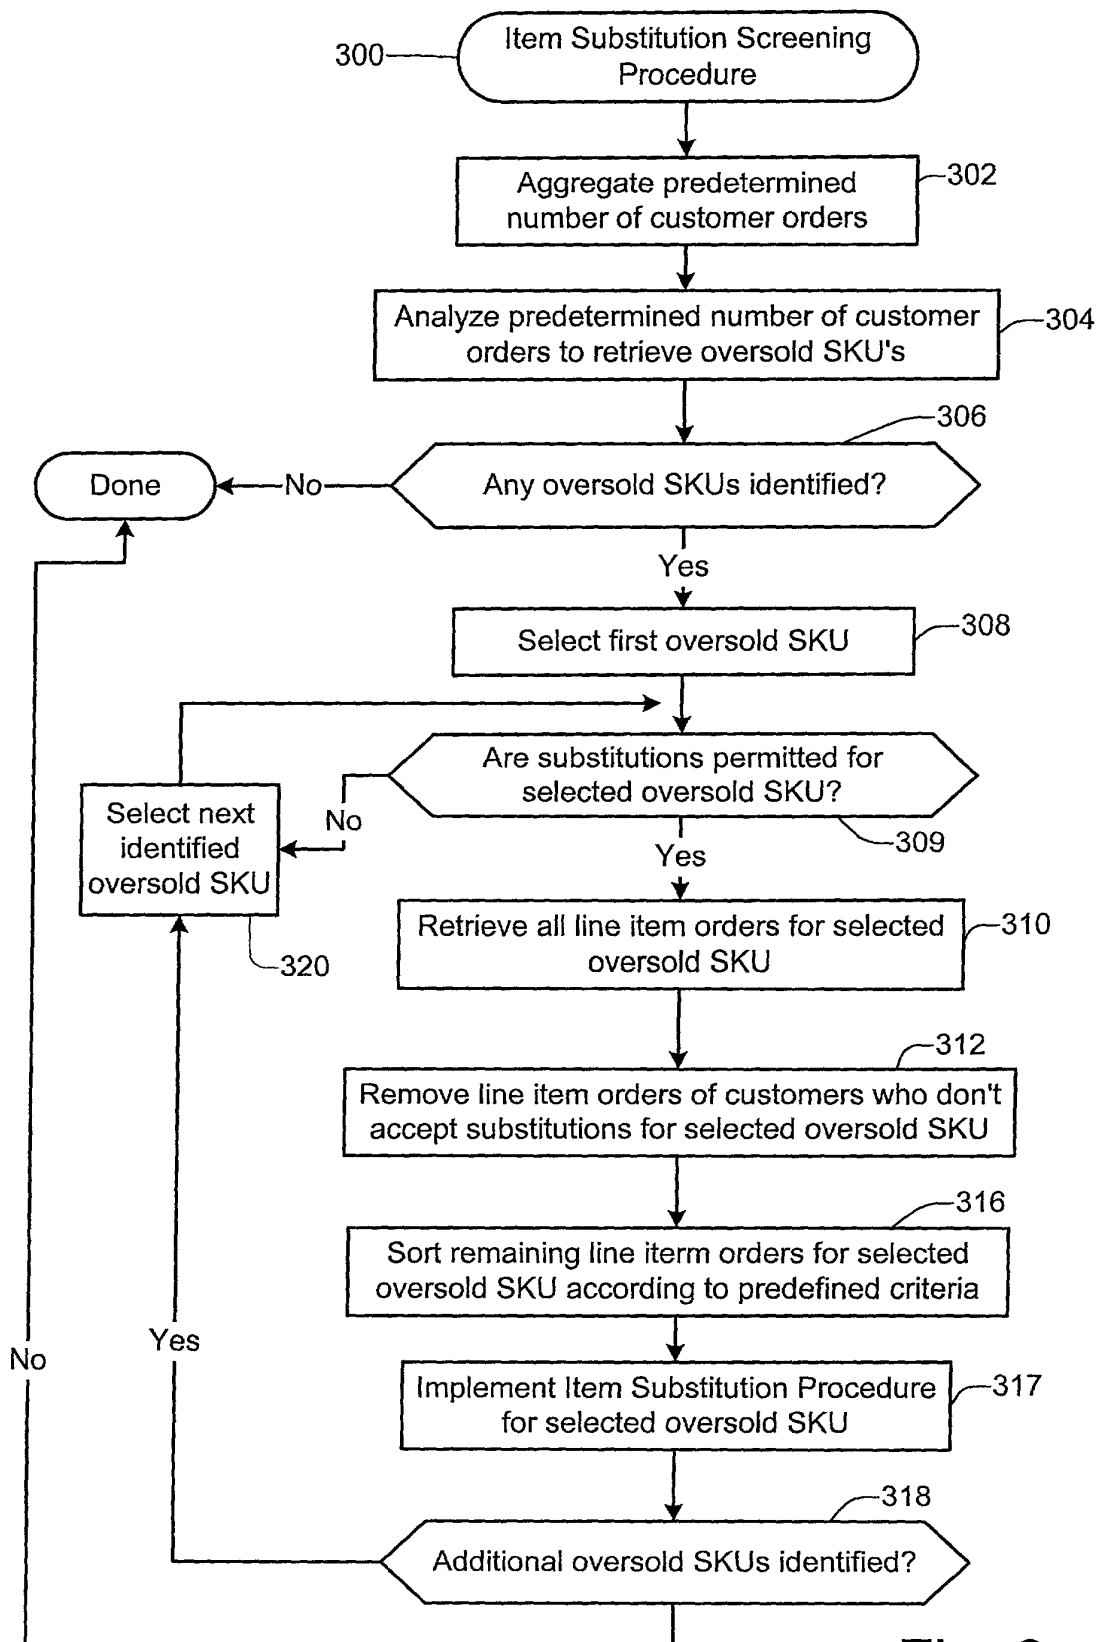 Item Substitution Screening
Procedure
300
Aggregate predetermined
number of customer orders
302
Analyze predetermined number of customer
orders to retrieve oversold SKU's
304
306
Any oversold SKUs identified?
No
Done
Yes
Select first oversold SKU
308
Are substitutions permitted for
selected oversold SKU?
309
No
Select next
identified
oversold SKU
320
Yes
Retrieve all line item orders for selected
oversold SKU
310
312
Remove line item orders of customers who don't
accept substitutions for selected oversold SKU
316
Sort remaining line iterm orders for selected
oversold SKU according to predefined criteria
Yes
No
Implement Item Substitution Procedure
for selected oversold SKU
317
318
Additional oversold SKUs identified?